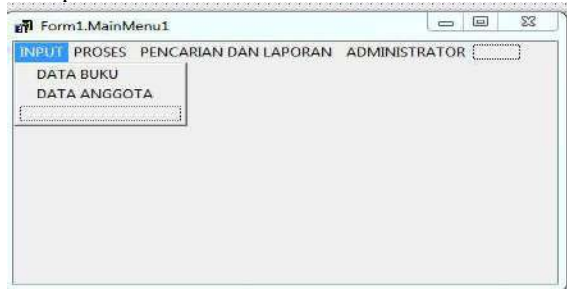 Form1.MainMenu1
INPUT PROSES PENCARIAN DAN LAPORAN ADMINISTRATOR
DATA BUKU
DATA ANGGOTA